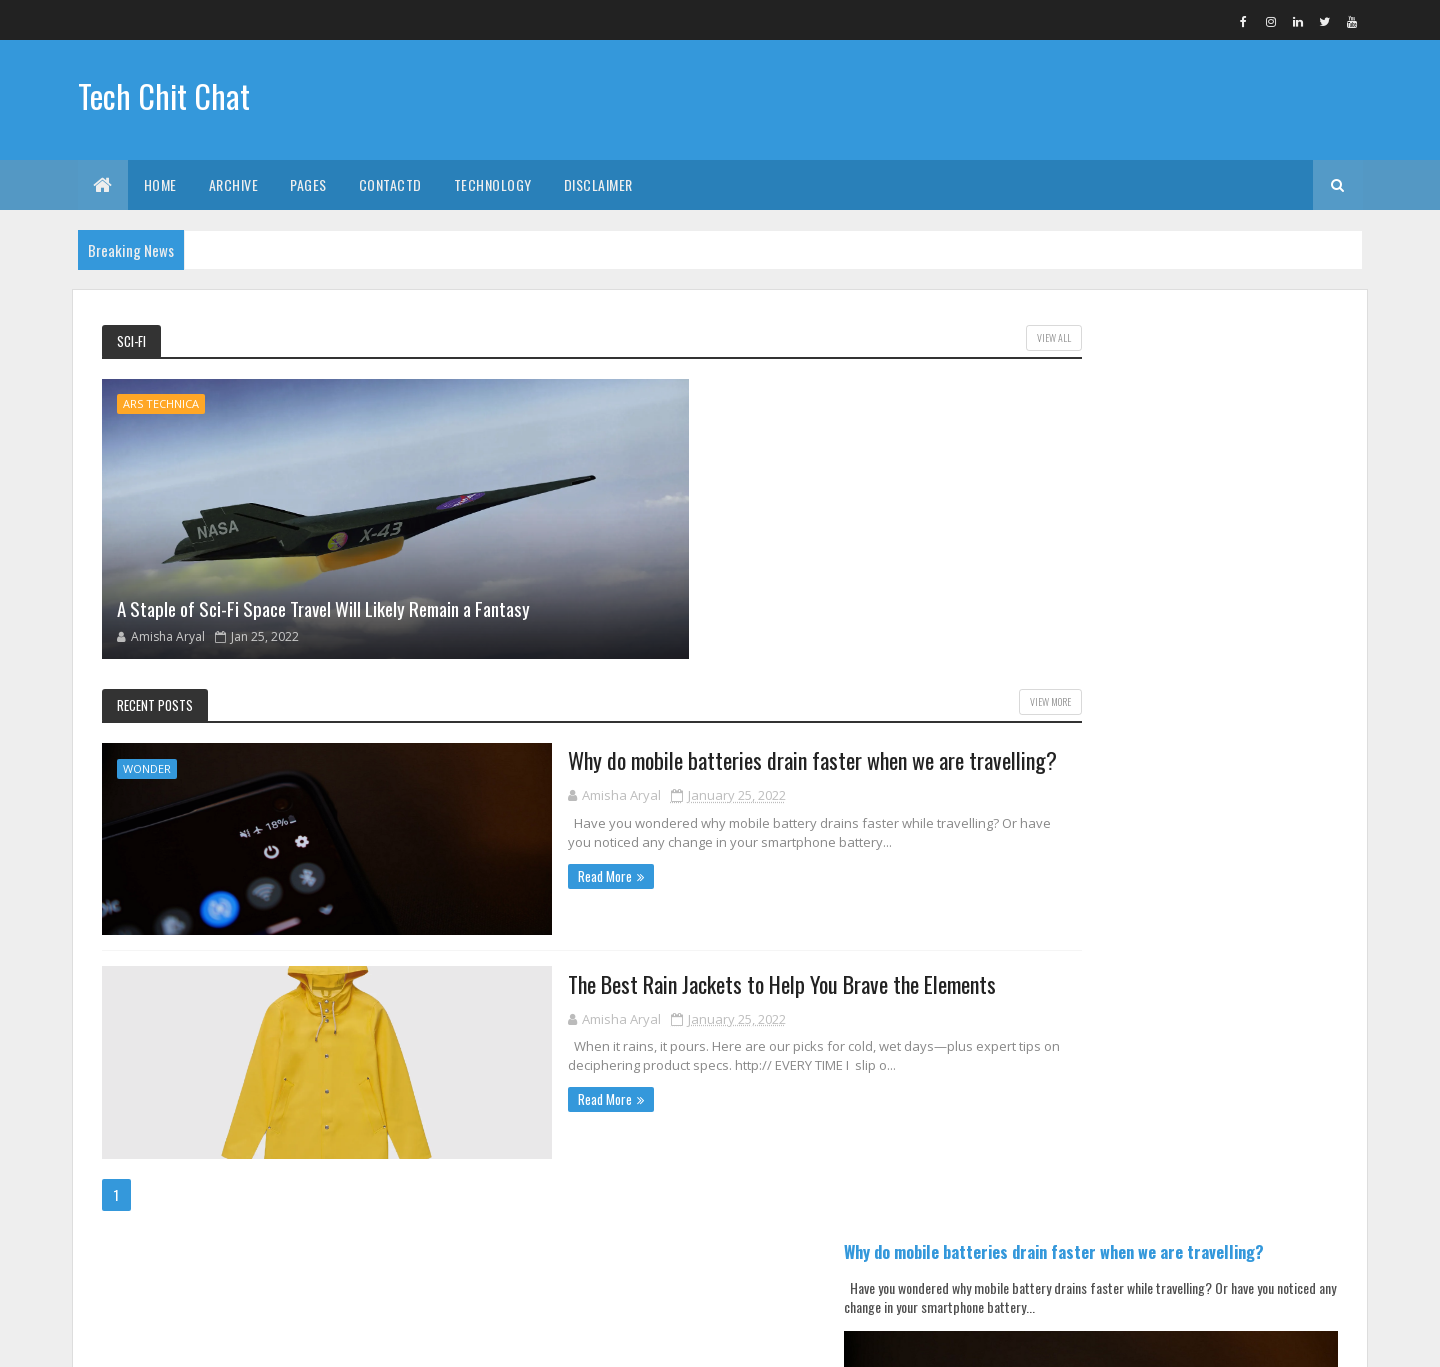 Tech Chit Chat
HOME ARCHIVE PAGES CONTACTD TECHNOLOGY DISCLAIMER
Breaking News
SCI-FI
VIEW ALL
ARS TECHNICA
NASA
X-43
A Staple of Sci-Fi Space Travel Will Likely Remain a Fantasy
Amisha Aryal Jan 25, 2022
RECENT POSTS
VIEW MORE
WONDER
18%
Why do mobile batteries drain faster when we are travelling?
Amisha Aryal January 25, 2022
Have you wondered why mobile battery drains faster while travelling? Or have
you noticed any change in your smartphone battery...
Read More »
The Best Rain Jackets to Help You Brave the Elements
Amisha Aryal January 25, 2022
When it rains, it pours. Here are our picks for cold, wet days—plus expert tips on
deciphering product specs. http:// EVERY TIME I  slip o...
Read More »
1
Why do mobile batteries drain faster when we are travelling?
Have you wondered why mobile battery drains faster while travelling? Or have you noticed any
change in your smartphone battery...